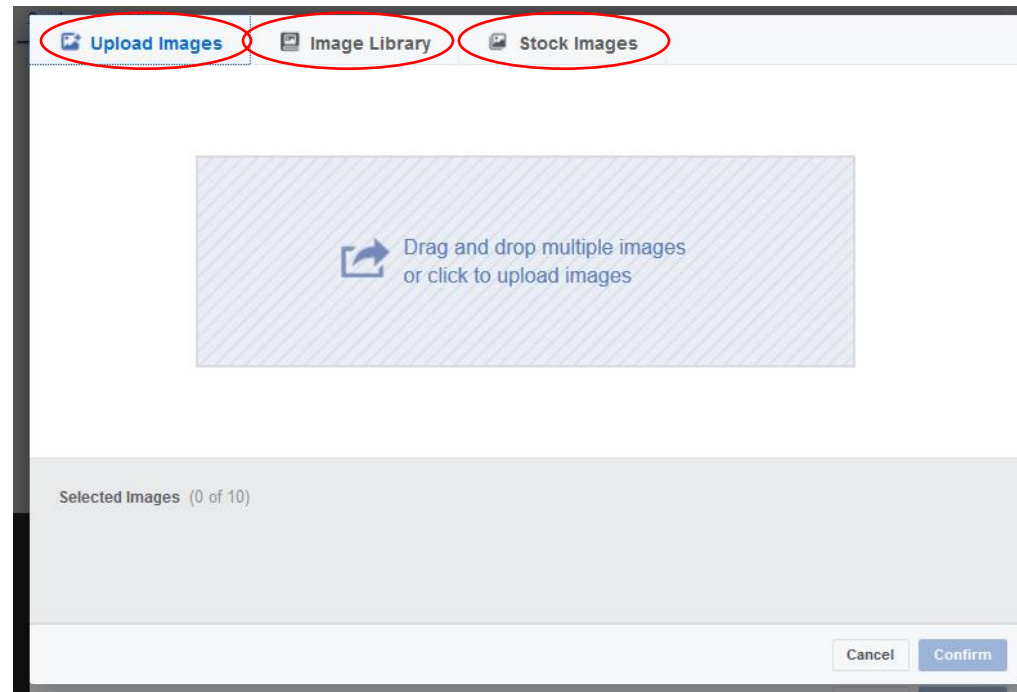 Upload Images
Image Library
Stock Images
Drag and drop multiple images
or click to upload images
Selected Images (0 of 10)
Cancel
Confirm